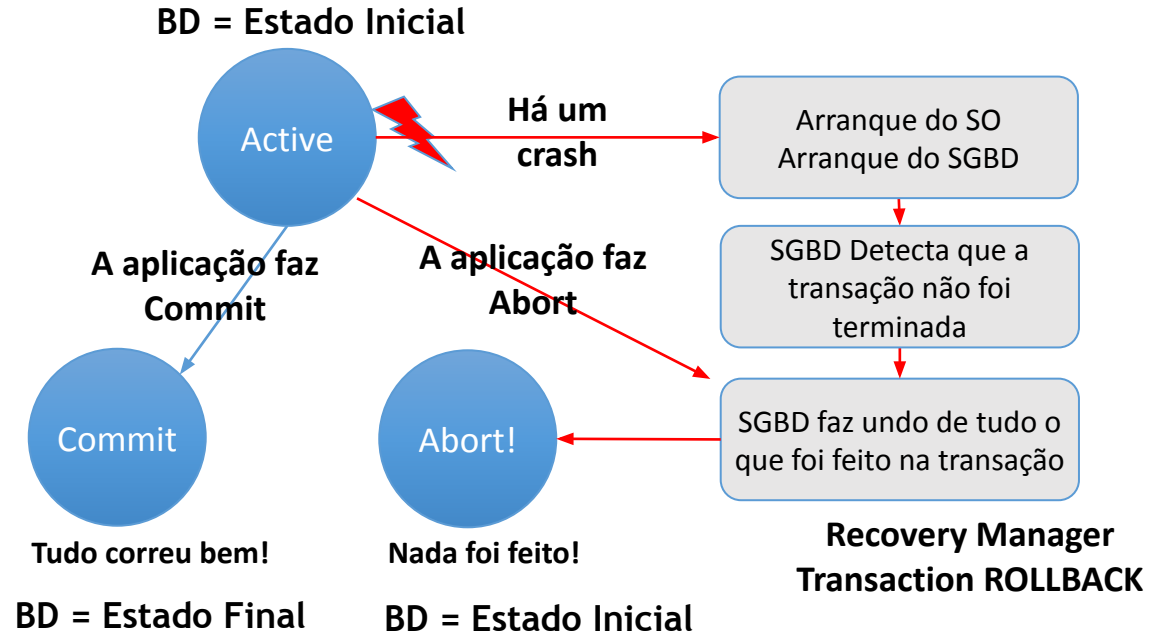 BD = Estado Inicial
Active
Há um
crash
Arranque do SO
Arranque do SGBD
A aplicação faz
Commit
A aplicação faz
Abort
SGBD Detecta que a
transação não foi
terminada
Commit
Abort!
SGBD faz undo de tudo o
que foi feito na transação
Tudo correu bem!
Nada foi feito!
Recovery Manager
Transaction ROLLBACK
BD = Estado Final
BD = Estado Inicial